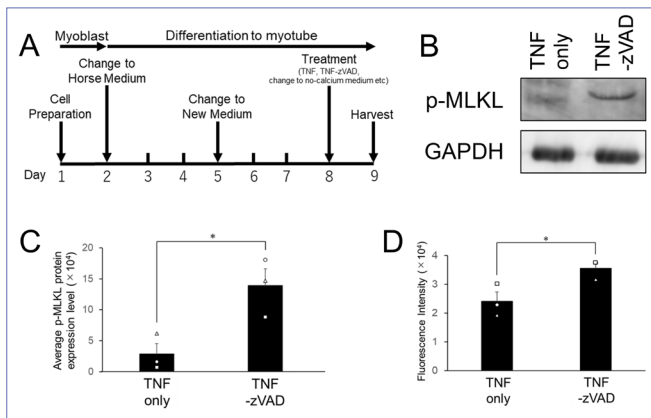 A
Myoblast
Differentiation to myotube
Change to
Horse Medium
Cell
Preparation
Change to
New Medium
Treatment
(TNF, TNF-zVAD,
change to no-calcium medium etc)
Harvest
Day 1 2 3 4 5 6 7 8 9
B
TNF
only
TNF
-zVAD
p-MLKL
GAPDH
C
Average p-MLKL protein
expression level (×10⁴)
20
15
10
5
0
*
TNF
only
TNF
-zVAD
D
Fluorescence Intensity (×10⁴)
4
3
2
1
0
*
TNF
only
TNF
-zVAD